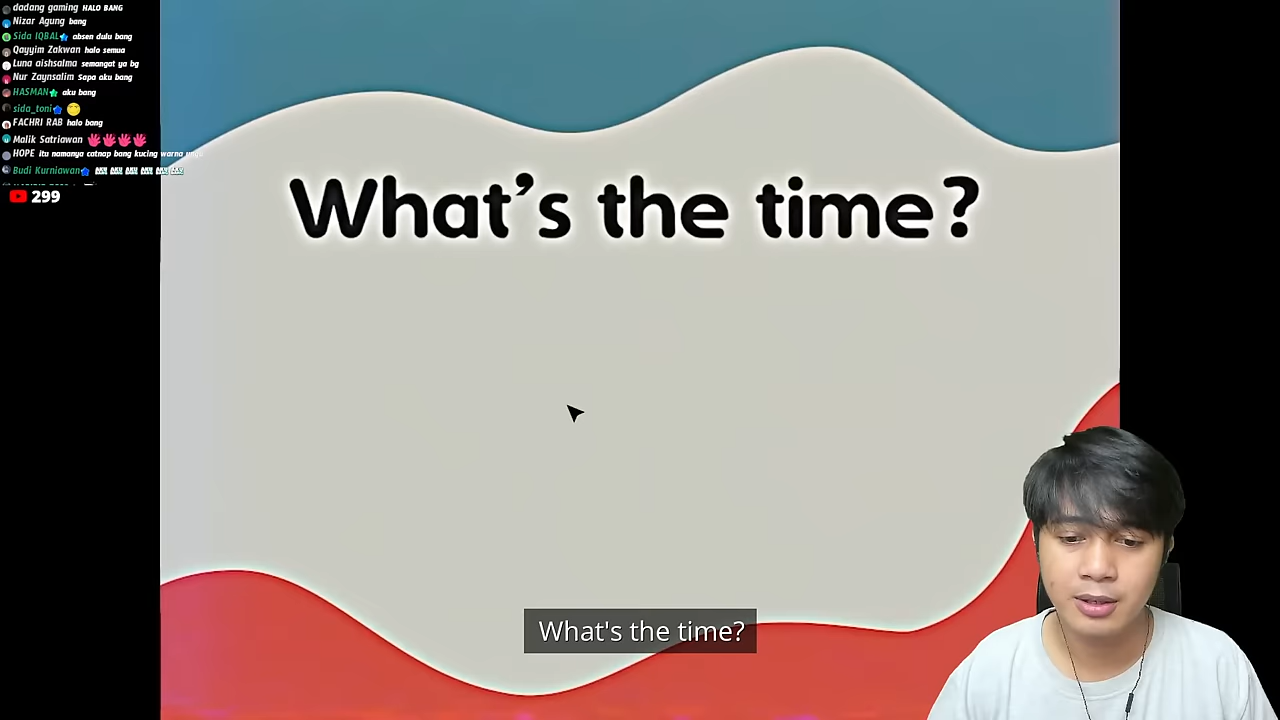 dadang gaming HALO BANG
Nizar Agung bang
Sida IQBAL absen dulu bang
Qayyim Zakwan halo semua
Luna aishsalma semangat ya bg
Nur Zaynsalim Sapa aku bang
HASMAN aku bang
sida_toni
FACHRI RAB halo bang
Malik Satriawan
HOPE itu namanya catnap bang kucing warna
Budi Kurniawan
299
What's the time?
What's the time?